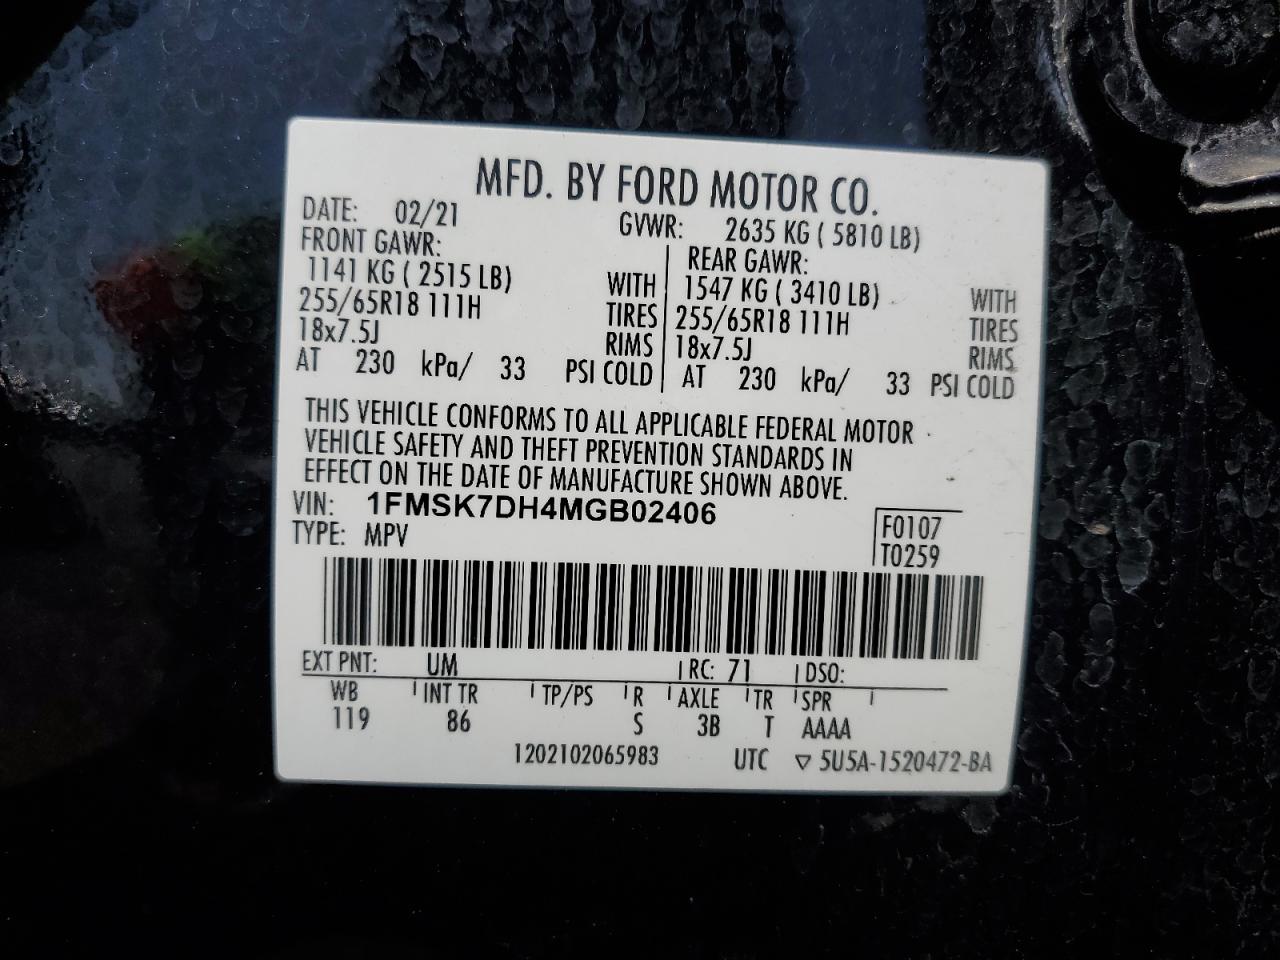 MFD. BY FORD MOTOR CO.
DATE: 02/21 GVWR: 2635 KG ( 5810 LB)
FRONT GAWR: REAR GAWR:
1141 KG ( 2515 LB) WITH 1547 KG ( 3410 LB) WITH
255/65R18 111H TIRES 255/65R18 111H TIRES
18x7.5J RIMS 18x7.5J RIMS
AT 230 kPa/ 33 PSI COLD AT 230 kPa/ 33 PSI COLD
THIS VEHICLE CONFORMS TO ALL APPLICABLE FEDERAL MOTOR
VEHICLE SAFETY AND THEFT PREVENTION STANDARDS IN
EFFECT ON THE DATE OF MANUFACTURE SHOWN ABOVE.
VIN: 1FMSK7DH4MGB02406
TYPE: MPV
F0107
T0259
EXT PNT: UM RC: 71 DSO:
WB INT TR TP/PS R AXLE TR SPR
119 86 S 3B T AAAA
1202102065983 UTC ▽ 5U5A-1520472-BA